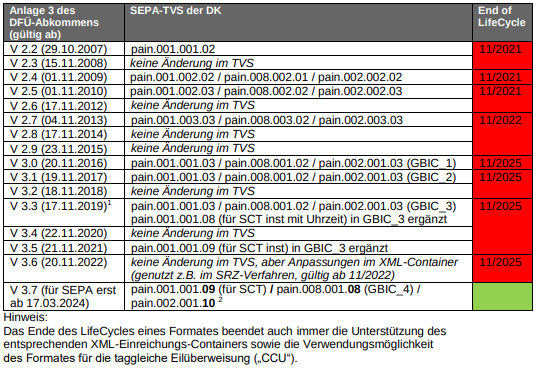 Anlage 3 des DFÜ-Abkommens (gültig ab) SEPA-TVS der DK End of LifeCycle
V 2.2 (29.10.2007) pain.001.001.02 11/2021
V 2.3 (15.11.2008) keine Änderung im TVS
V 2.4 (01.11.2009) pain.001.002.02 / pain.008.002.01 / pain.002.002.02 11/2021
V 2.5 (01.11.2010) pain.001.002.03 / pain.008.002.02 / pain.002.002.03 11/2021
V 2.6 (17.11.2012) keine Änderung im TVS
V 2.7 (04.11.2013) pain.001.003.03 / pain.008.003.02 / pain.002.003.03 11/2022
V 2.8 (17.11.2014) keine Änderung im TVS
V 2.9 (23.11.2015) keine Änderung im TVS
V 3.0 (20.11.2016) pain.001.001.03 / pain.008.001.02 / pain.002.001.03 (GBIC_1) 11/2025
V 3.1 (19.11.2017) pain.001.001.03 / pain.008.001.02 / pain.002.001.03 (GBIC_2) 11/2025
V 3.2 (18.11.2018) keine Änderung im TVS
V 3.3 (17.11.2019)¹ pain.001.001.03 / pain.008.001.02 / pain.002.001.03 (GBIC_3) 11/2025
pain.001.001.08 (für SCT inst mit Uhrzeit) in GBIC_3 ergänzt
V 3.4 (22.11.2020) keine Änderung im TVS
V 3.5 (21.11.2021) pain.001.001.09 (für SCT inst) in GBIC_3 ergänzt
V 3.6 (20.11.2022) keine Änderung im TVS, aber Anpassungen im XML-Container 11/2025
(genutzt z.B. im SRZ-Verfahren, gültig ab 11/2022)
V 3.7 (für SEPA erst pain.001.001.09 (für SCT) / pain.008.001.08 (GBIC_4) /
ab 17.03.2024) pain.002.001.10 ²
Hinweis:
Das Ende des LifeCycles eines Formates beendet auch immer die Unterstützung des
entsprechenden XML-Einreichungs-Containers sowie die Verwendungsmöglichkeit
des Formates für die taggleiche Eilüberweisung („CCU“).